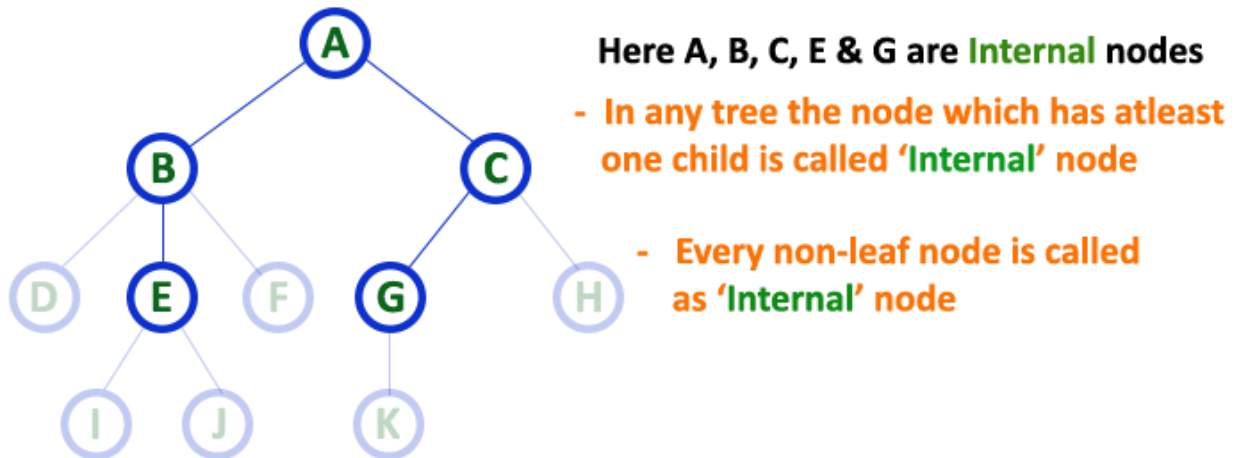 A
Here A, B, C, E & G are Internal nodes
- In any tree the node which has atleast
one child is called ‘Internal’ node
B
C
- Every non-leaf node is called
as ‘Internal’ node
D
E
F
G
H
I
J
K